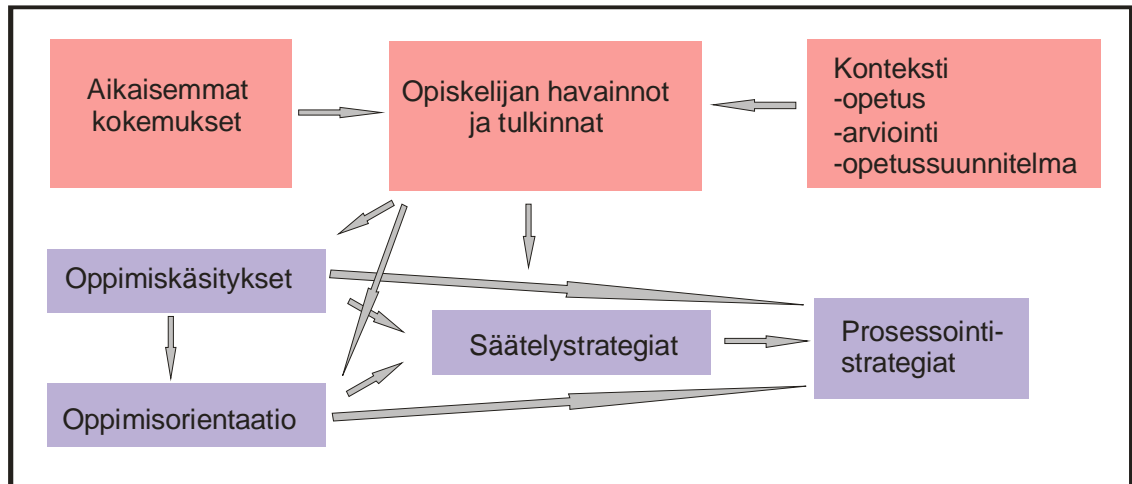 Aikaisemmat
kokemukset
Opiskelijan havainnot
ja tulkinnat
Konteksti
-opetus
-arviointi
-opetussuunnitelma
Oppimiskäsitykset
Säätelystrategiat
Prosessointi-
strategiat
Oppimisorientaatio